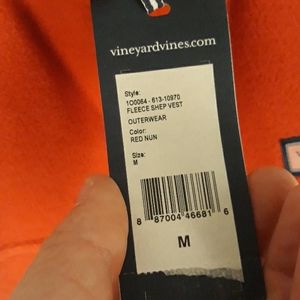 vineyardvines.com
Style:
1O0064 - 613-10970
FLEECE SHEP VEST
OUTERWEAR
Color:
RED NUN
Size:
M
8 87004 46681 6
M